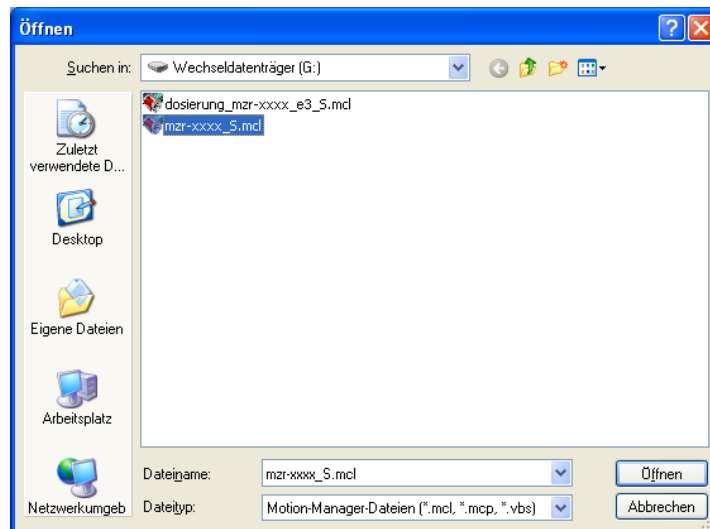 Öffnen
Suchen in:
Wechseldatenträger (G:)
dosierung_mzr-xxxx_e3_S.mcl
mzr-xxxx_S.mcl
Zuletzt
verwendete D...
Desktop
Eigene Dateien
Arbeitsplatz
Netzwerkumgeb
Dateiname:
mzr-xxxx_S.mcl
Öffnen
Dateityp:
Motion-Manager-Dateien (*.mcl, *.mcp, *.vbs)
Abbrechen